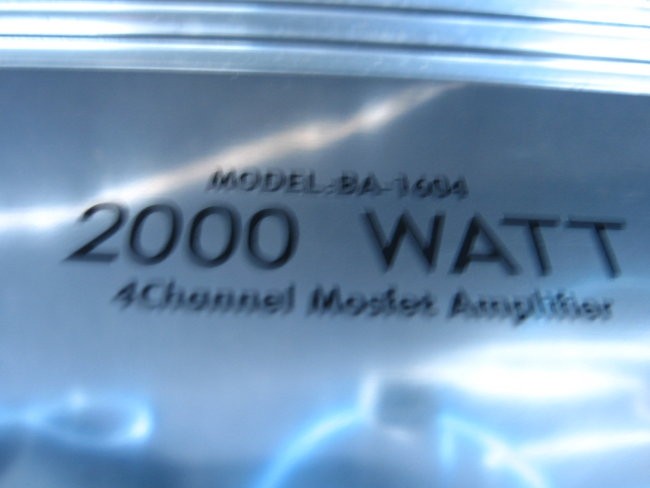 MODEL:BA-1604
2000 WATT
4Channel Mosfet Amplifier